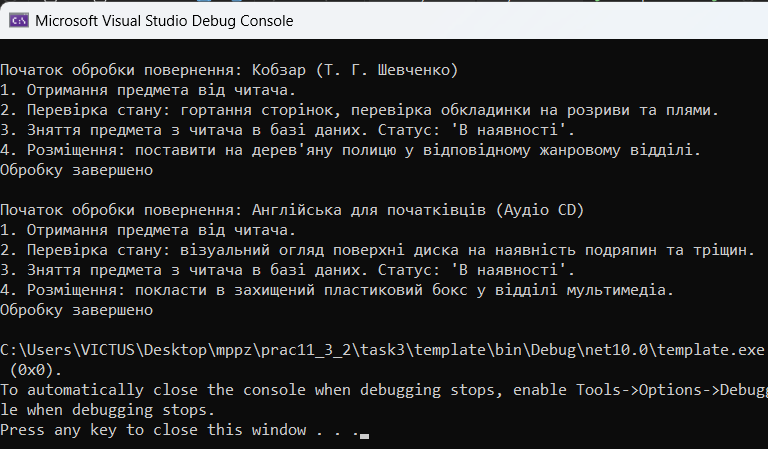 Microsoft Visual Studio Debug Console
Початок обробки повернення: Кобзар (Т. Г. Шевченко)
1. Отримання предмета від читача.
2. Перевірка стану: гортання сторінок, перевірка обкладинки на розриви та плями.
3. Зняття предмета з читача в базі даних. Статус: 'В наявності'.
4. Розміщення: поставити на дерев'яну полицю у відповідному жанровому відділі.
Обробку завершено
Початок обробки повернення: Англійська для початківців (Аудіо CD)
1. Отримання предмета від читача.
2. Перевірка стану: візуальний огляд поверхні диска на наявність подряпин та тріщин.
3. Зняття предмета з читача в базі даних. Статус: 'В наявності'.
4. Розміщення: покласти в захищений пластиковий бокс у відділі мультимедіа.
Обробку завершено
C:\Users\VICTUS\Desktop\mppz\prac11_3_2\task3\template\bin\Debug\net10.0\template.exe
(0x0).
To automatically close the console when debugging stops, enable Tools->Options->Debugg
le when debugging stops.
Press any key to close this window . . .